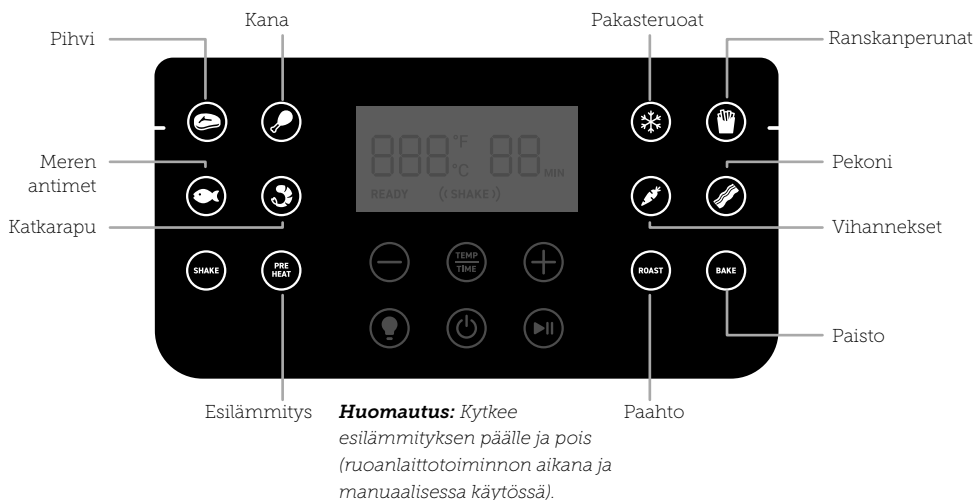 Kana
Pakasteruoat
Pihvi
Ranskanperunat
888 °F 88
°C MIN
READY ((SHAKE))
Meren
antimet
Pekoni
Katkarapu
Vihannekset
SHAKE
PRE
HEAT
TEMP
TIME
ROAST
BAKE
Paisto
Esilämmitys
Paahto
Huomautus: Kytkee
esilämmityksen päälle ja pois
(ruoanlaittotoiminnon aikana ja
manuaalisessa käytössä).